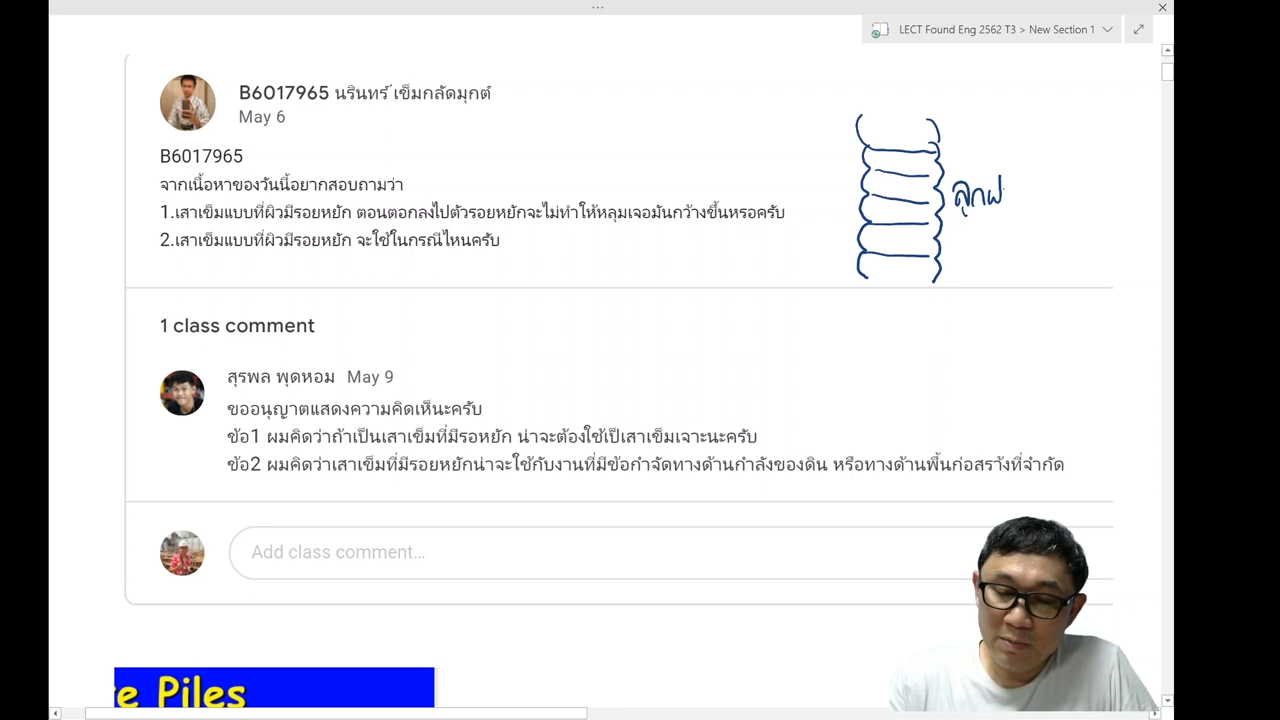 LECT Found Eng 2562 T3 > New Section 1
B6017965 นรินทร์ เข็มกลัดมุกต์
May 6
B6017965
จากเนื้อหาของวันนี้อยากสอบถามว่า
1.เสาเข็มแบบที่ผิวมีรอยหยัก ตอนตอกลงไปตัวรอยหยักจะไม่ทำให้หลุมเจอมันกว้างขึ้นหรอครับ
2.เสาเข็มแบบที่ผิวมีรอยหยัก จะใช้ในกรณีไหนครับ
ลูกฝ
1 class comment
สุรพล พุดหอม May 9
ขออนุญาตแสดงความคิดเห็นะครับ
ข้อ1 ผมคิดว่าถ้าเป็นเสาเข็มที่มีรอหยัก น่าจะต้องใช้เป็เสาเข็มเจาะนะครับ
ข้อ2 ผมคิดว่าเสาเข็มที่มีรอยหยักน่าจะใช้กับงานที่มีข้อกำจัดทางด้านกำลังของดิน หรือทางด้านพื้นก่อสร้างที่จำกัด
Add class comment…
e Piles